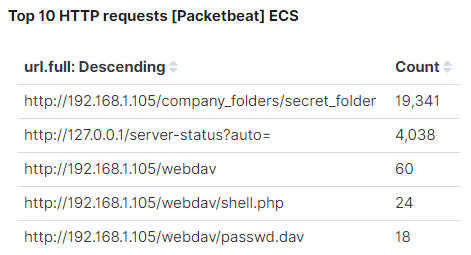 Top 10 HTTP requests [Packetbeat] ECS
url.full: Descending Count
http://192.168.1.105/company_folders/secret_folder 19,341
http://127.0.0.1/server-status?auto= 4,038
http://192.168.1.105/webdav 60
http://192.168.1.105/webdav/shell.php 24
http://192.168.1.105/webdav/passwd.dav 18